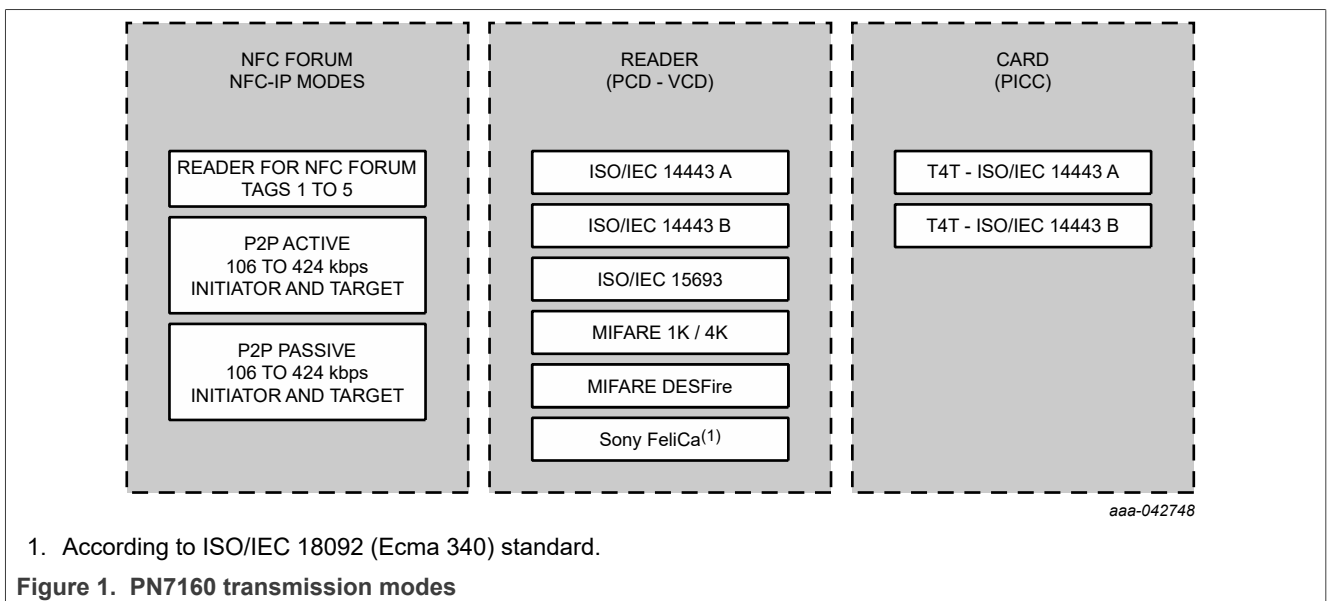 NFC FORUM
NFC-IP MODES
READER FOR NFC FORUM
TAGS 1 TO 5
P2P ACTIVE
106 TO 424 kbps
INITIATOR AND TARGET
P2P PASSIVE
106 TO 424 kbps
INITIATOR AND TARGET
READER
(PCD - VCD)
ISO/IEC 14443 A
ISO/IEC 14443 B
ISO/IEC 15693
MIFARE 1K / 4K
MIFARE DESFire
Sony FeliCa(1)
CARD
(PICC)
T4T - ISO/IEC 14443 A
T4T - ISO/IEC 14443 B
aaa-042748
1. According to ISO/IEC 18092 (Ecma 340) standard.
Figure 1. PN7160 transmission modes